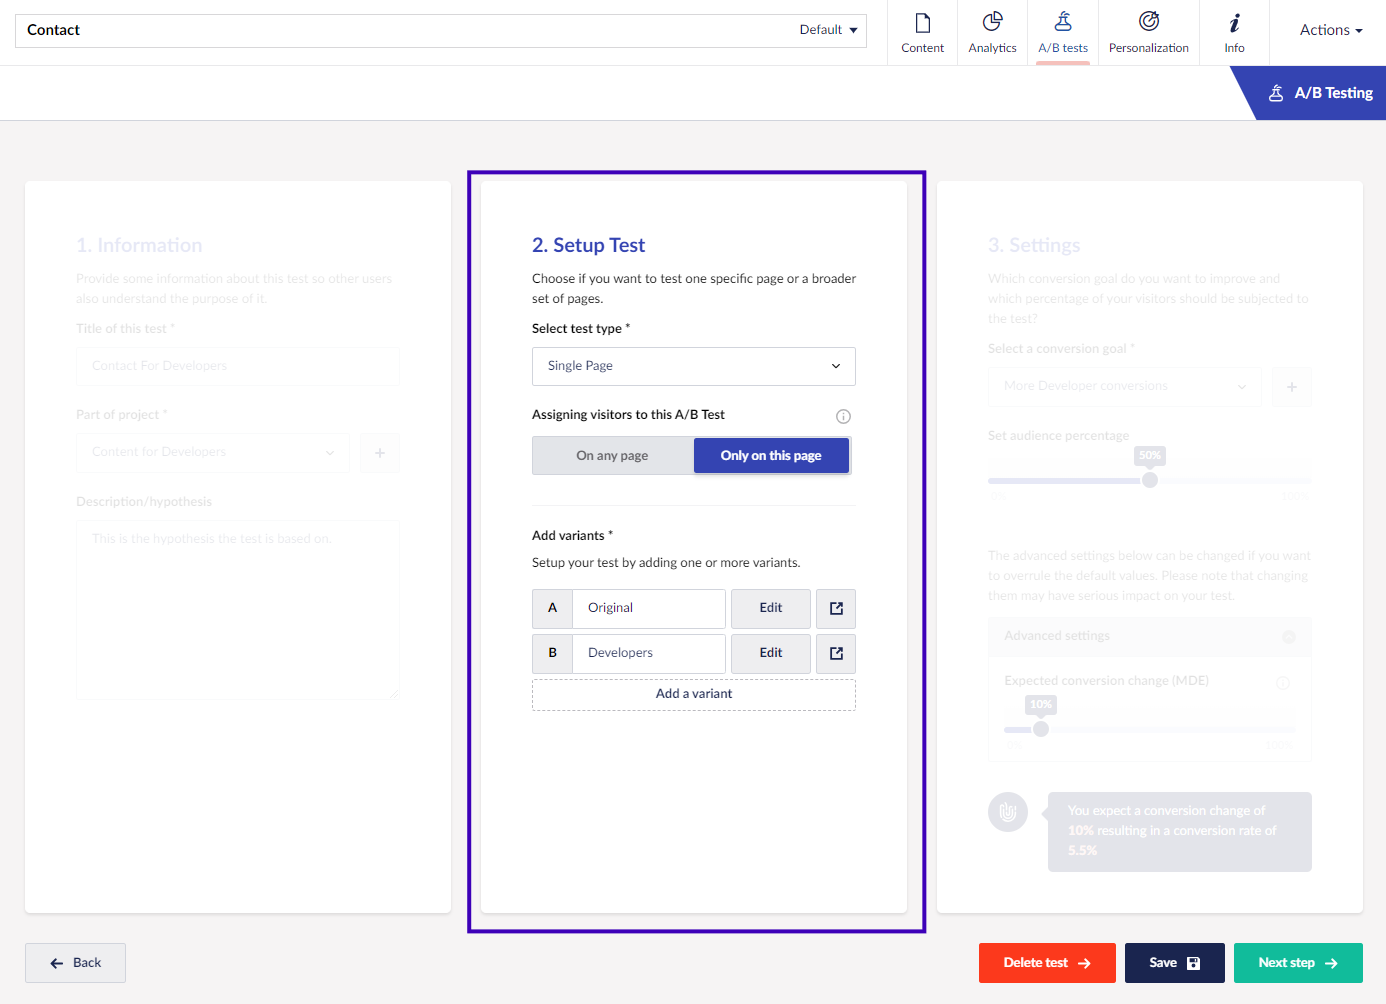 Contact
Default
Content
Analytics
A/B tests
Personalization
Info
Actions
A/B Testing
1. Information
Provide some information about this test so other users
also understand the purpose of it.
Title of this test *
Contact For Developers
Part of project *
Content for Developers
+
Description/hypothesis
This is the hypothesis the test is based on.
2. Setup Test
Choose if you want to test one specific page or a broader
set of pages.
Select test type *
Single Page
Assigning visitors to this A/B Test
On any page
Only on this page
Add variants *
Setup your test by adding one or more variants.
A Original Edit
B Developers Edit
Add a variant
3. Settings
Which conversion goal do you want to improve and
which percentage of your visitors should be subjected to
the test?
Select a conversion goal *
More Developer conversions
+
Set audience percentage
50%
0% 100%
The advanced settings below can be changed if you want
to overrule the default values. Please note that changing
them may have serious impact on your test.
Advanced settings
Expected conversion change (MDE)
10%
You expect a conversion change of
10% resulting in a conversion rate of
5.5%
Back
Delete test
Save
Next step